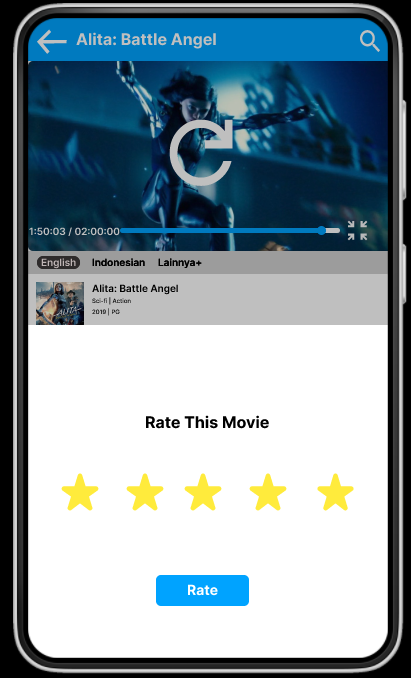 Alita: Battle Angel
1:50:03 / 02:00:00
English Indonesian Lainnya+
ALITA
Alita: Battle Angel
Sci-fi | Action
2019 | PG
Rate This Movie
Rate